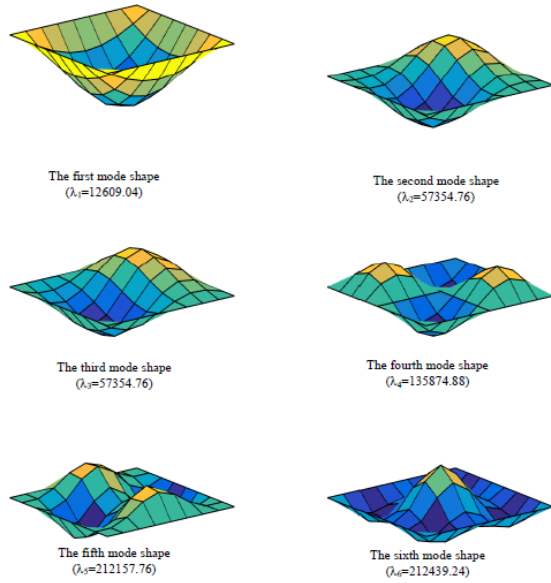 The first mode shape
(λ₁=12609.04)
The second mode shape
(λ₂=57354.76)
The third mode shape
(λ₃=57354.76)
The fourth mode shape
(λ₄=135874.88)
The fifth mode shape
(λ₅=212157.76)
The sixth mode shape
(λ₆=212439.24)